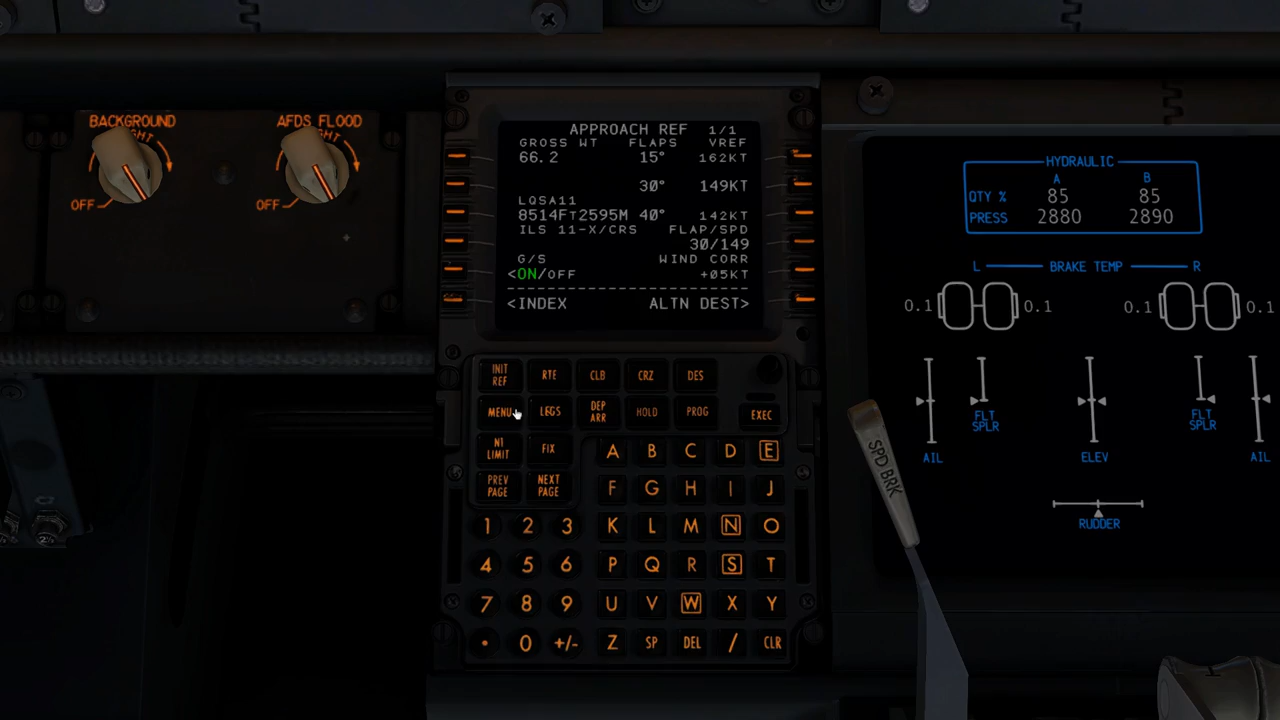 BACKGROUND
OFF
AFDS FLOOD
OFF
APPROACH REF 1/1
GROSS WT FLAPS VREF
66.2 15° 162KT
30° 149KT
LQSA11
8514FT2595M 40° 142KT
ILS 11-X/CRS FLAP/SPD
30/149
G/S WIND CORR
<ON/OFF +05KT
<INDEX ALTN DEST>
INIT REF RTE CLB CRZ DES
MENU LEGS DEP ARR HOLD PROG EXEC
N1 LIMIT FIX
PREV PAGE NEXT PAGE
A B C D E
F G H I J
1 2 3 K L M N O
4 5 6 P Q R S T
7 8 9 U V W X Y
. 0 +/- Z SP DEL / CLR
SPD BRK
HYDRAULIC
A B
QTY % 85 85
PRESS 2880 2890
L BRAKE TEMP R
0.1 0.1 0.1 0.1
FLT SPLR
FLT SPLR
AIL ELEV AIL
RUDDER